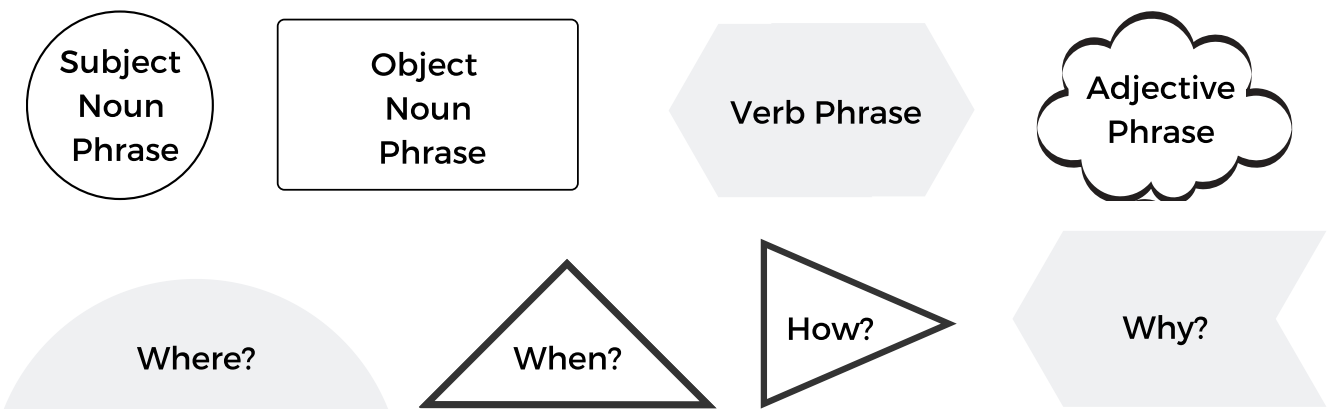 Subject
Noun
Phrase
Object
Noun
Phrase
Verb Phrase
Adjective
Phrase
Where?
When?
How?
Why?